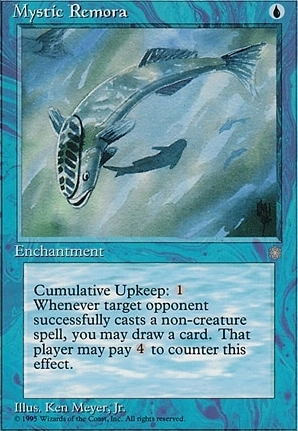 Mystic Remora
Enchantment
Cumulative Upkeep: 1
Whenever target opponent
successfully casts a non-creature
spell, you may draw a card. That
player may pay 4 to counter this
effect.
Illus. Ken Meyer, Jr.
© 1995 Wizards of the Coast, Inc. All rights reserved.